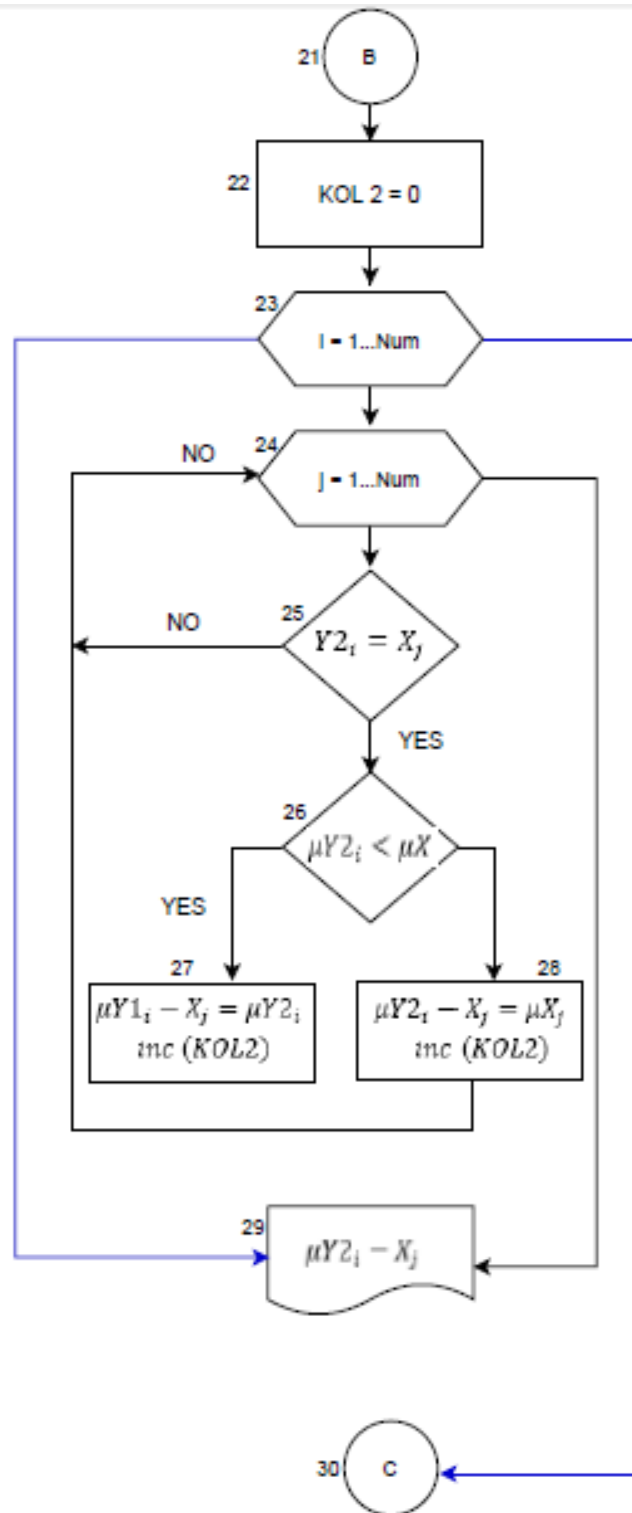 21
B
22
KOL 2 = 0
23
I = 1...Num
NO
24
j = 1...Num
NO
25
Y2ᵢ = Xⱼ
YES
26
μY2ᵢ < μX
YES
27
μY1ᵢ − Xⱼ = μY2ᵢ
inc (KOL2)
28
μY2ᵢ − Xⱼ = μXⱼ
inc (KOL2)
29
μY2ᵢ − Xⱼ
30
C